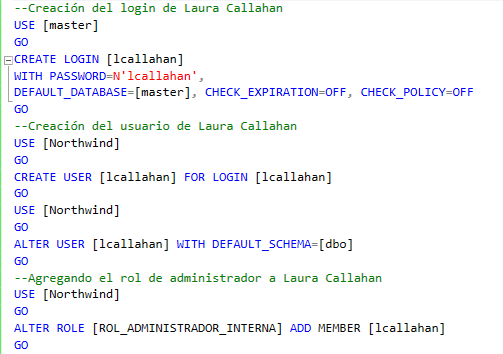 --Creación del login de Laura Callahan
USE [master]
GO
CREATE LOGIN [lcallahan]
WITH PASSWORD=N'lcallahan',
DEFAULT_DATABASE=[master], CHECK_EXPIRATION=OFF, CHECK_POLICY=OFF
GO
--Creación del usuario de Laura Callahan
USE [Northwind]
GO
CREATE USER [lcallahan] FOR LOGIN [lcallahan]
GO
USE [Northwind]
GO
ALTER USER [lcallahan] WITH DEFAULT_SCHEMA=[dbo]
GO
--Agregando el rol de administrador a Laura Callahan
USE [Northwind]
GO
ALTER ROLE [ROL_ADMINISTRADOR_INTERNA] ADD MEMBER [lcallahan]
GO